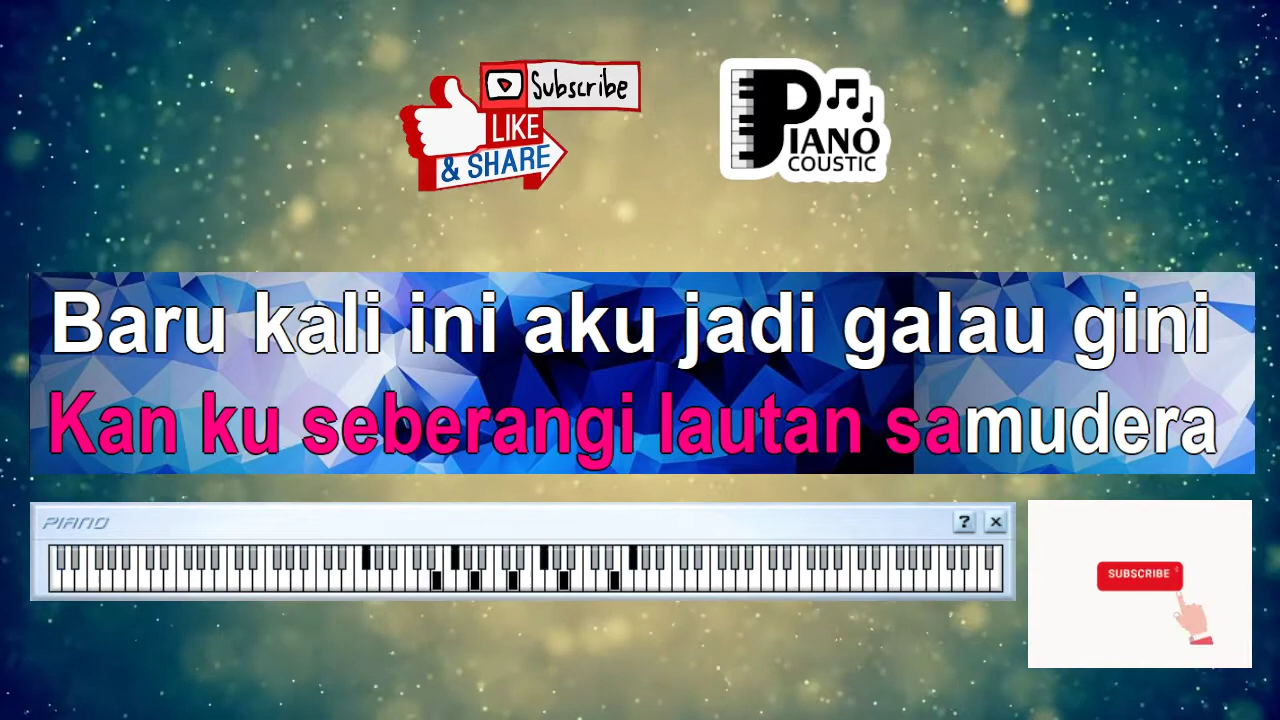 Subscribe
LIKE
& SHARE
PIANO
COUSTIC
Baru kali ini aku jadi galau gini
Kan ku seberangi lautan samudera
PIANO
? ×
SUBSCRIBE